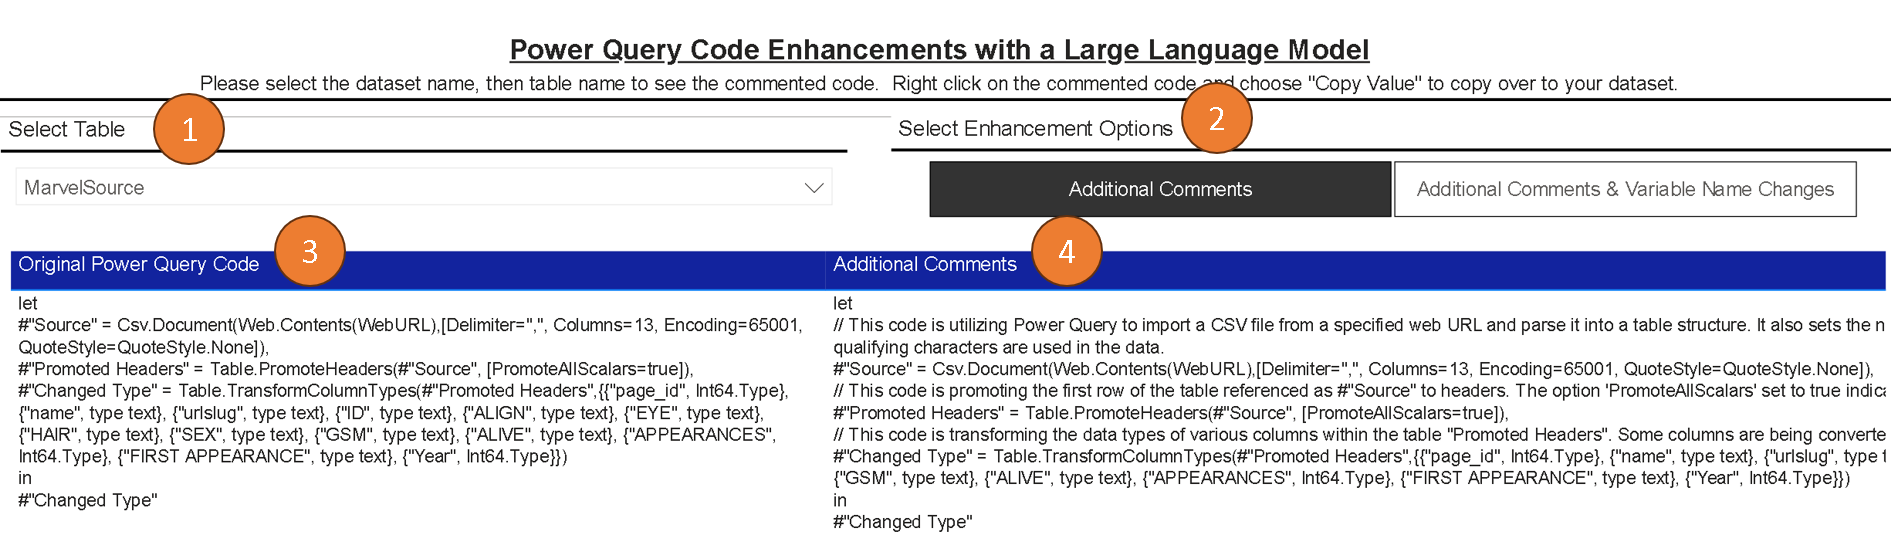 Power Query Code Enhancements with a Large Language Model
Please select the dataset name, then table name to see the commented code.  Right click on the commented code and choose "Copy Value" to copy over to your dataset.
Select Table
1
Select Enhancement Options
2
MarvelSource
Additional Comments
Additional Comments & Variable Name Changes
3
Original Power Query Code
let
#"Source" = Csv.Document(Web.Contents(WebURL),[Delimiter=",", Columns=13, Encoding=65001,
QuoteStyle=QuoteStyle.None]),
#"Promoted Headers" = Table.PromoteHeaders(#"Source", [PromoteAllScalars=true]),
#"Changed Type" = Table.TransformColumnTypes(#"Promoted Headers",{{"page_id", Int64.Type},
{"name", type text}, {"urlslug", type text}, {"ID", type text}, {"ALIGN", type text}, {"EYE", type text},
{"HAIR", type text}, {"SEX", type text}, {"GSM", type text}, {"ALIVE", type text}, {"APPEARANCES",
Int64.Type}, {"FIRST APPEARANCE", type text}, {"Year", Int64.Type}})
in
#"Changed Type"
4
Additional Comments
let
// This code is utilizing Power Query to import a CSV file from a specified web URL and parse it into a table structure. It also sets the n
qualifying characters are used in the data.
#"Source" = Csv.Document(Web.Contents(WebURL),[Delimiter=",", Columns=13, Encoding=65001, QuoteStyle=QuoteStyle.None]),
// This code is promoting the first row of the table referenced as #"Source" to headers. The option 'PromoteAllScalars' set to true indica
#"Promoted Headers" = Table.PromoteHeaders(#"Source", [PromoteAllScalars=true]),
// This code is transforming the data types of various columns within the table "Promoted Headers". Some columns are being converte
#"Changed Type" = Table.TransformColumnTypes(#"Promoted Headers",{{"page_id", Int64.Type}, {"name", type text}, {"urlslug", type t
{"GSM", type text}, {"ALIVE", type text}, {"APPEARANCES", Int64.Type}, {"FIRST APPEARANCE", type text}, {"Year", Int64.Type}})
in
#"Changed Type"